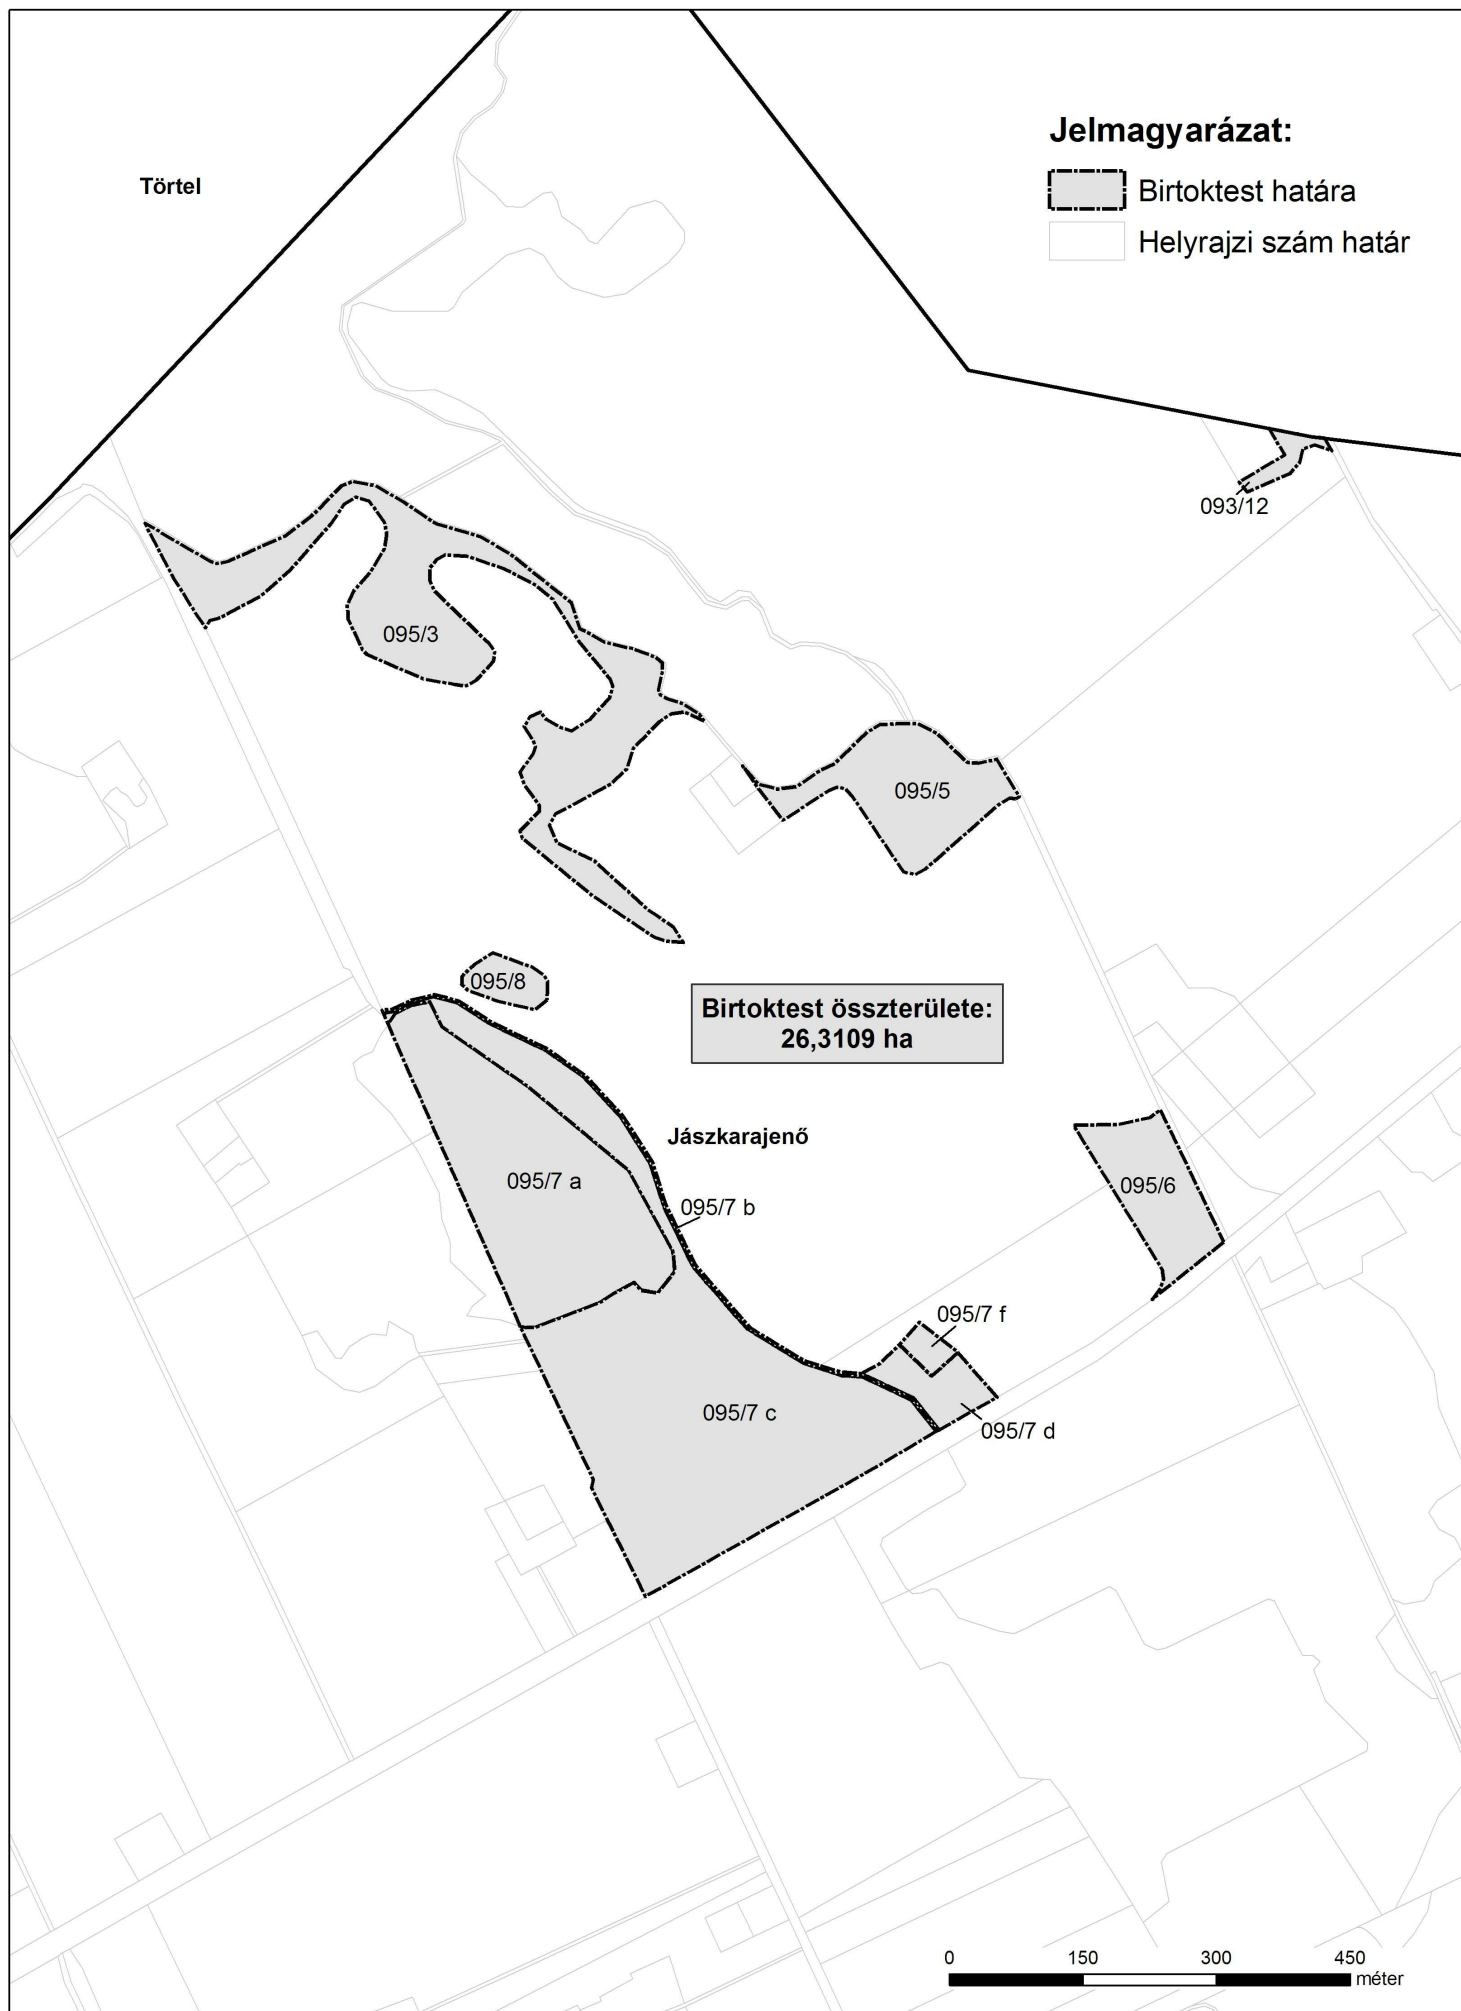 Jelmagyarázat:
Birtoktest határa
Helyrajzi szám határ
Törtel
093/12
095/3
095/5
095/8
Birtoktest összterülete:
26,3109 ha
Jászkarajenő
095/7 a
095/6
095/7 b
095/7 f
095/7 c
095/7 d
0 150 300 450
méter